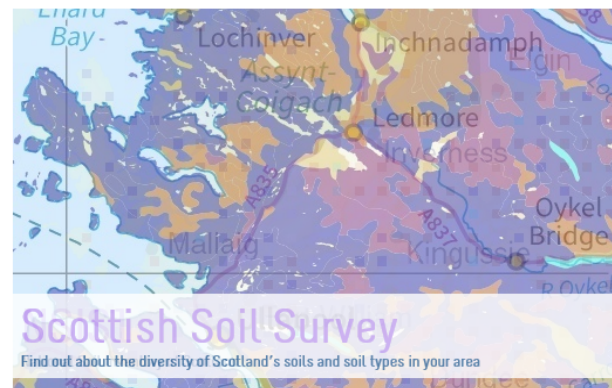 Enard
Bay
Lochinver
Inchnadamph
Elgin
Assynt-
Coigach
Ledmore
Inverness
A835
A837
Oykel
Bridge
Mallaig
Kingussie
R Oykel
Scottish Soil Survey
Find out about the diversity of Scotland's soils and soil types in your area